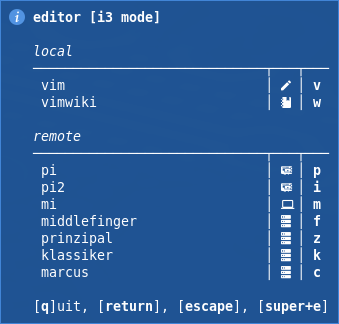 editor [i3 mode]
local
vim v
vimwiki w
remote
pi p
pi2 i
mi m
middlefinger f
prinzipal z
klassiker k
marcus c
[q]uit, [return], [escape], [super+e]